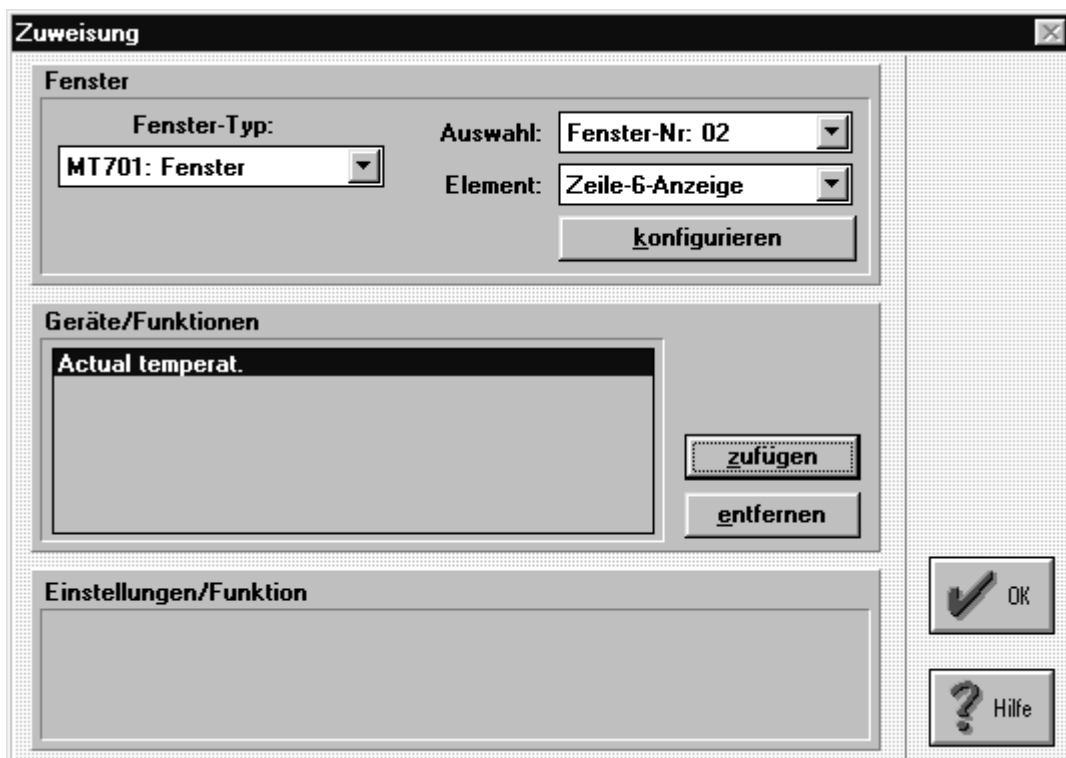 Zuweisung
Fenster
Fenster-Typ:
MT701: Fenster
Auswahl:
Fenster-Nr: 02
Element:
Zeile-6-Anzeige
konfigurieren
Geräte/Funktionen
Actual temperat.
zufügen
entfernen
Einstellungen/Funktion
OK
Hilfe